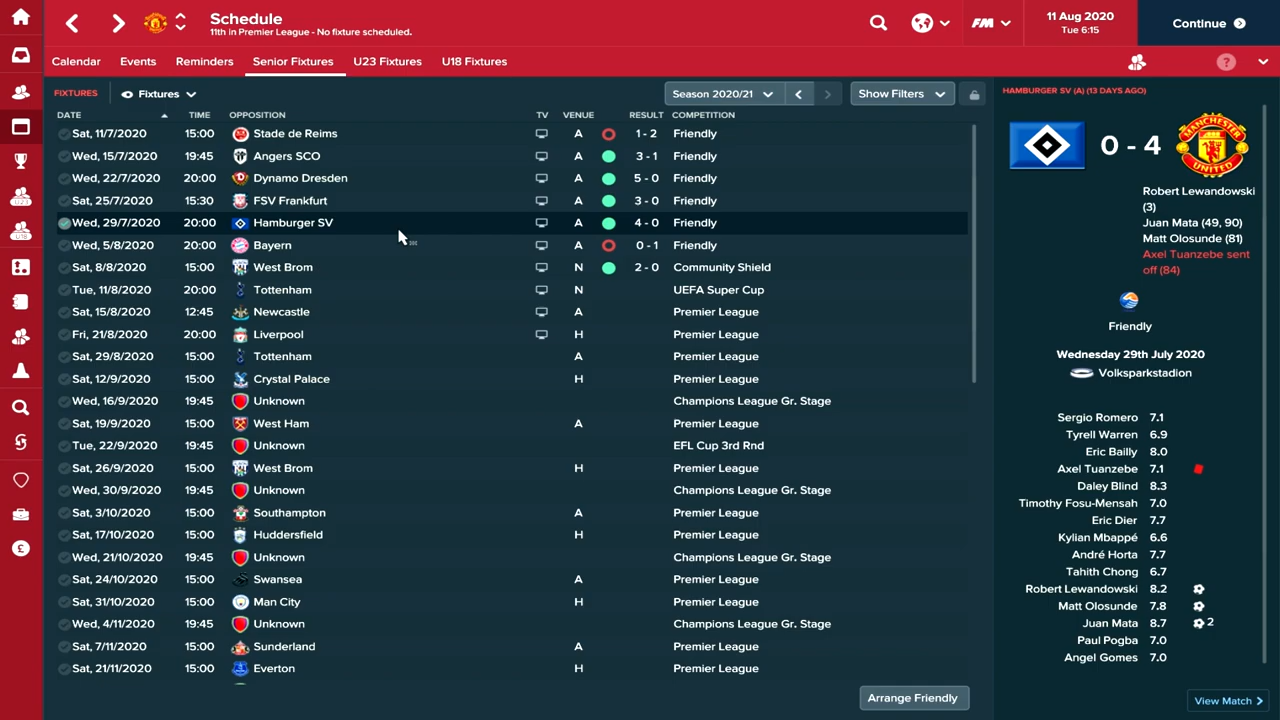 Schedule
11th in Premier League - No fixture scheduled.
FM
11 Aug 2020
Tue 6:15
Continue
Calendar Events Reminders Senior Fixtures U23 Fixtures U18 Fixtures
?
FIXTURES Fixtures Season 2020/21 Show Filters
DATE TIME OPPOSITION TV VENUE RESULT COMPETITION
Sat, 11/7/2020 15:00 Stade de Reims A 1 - 2 Friendly
Wed, 15/7/2020 19:45 Angers SCO A 3 - 1 Friendly
Wed, 22/7/2020 20:00 Dynamo Dresden A 5 - 0 Friendly
Sat, 25/7/2020 15:30 FSV Frankfurt A 3 - 0 Friendly
Wed, 29/7/2020 20:00 Hamburger SV A 4 - 0 Friendly
Wed, 5/8/2020 20:00 Bayern A 0 - 1 Friendly
Sat, 8/8/2020 15:00 West Brom N 2 - 0 Community Shield
Tue, 11/8/2020 20:00 Tottenham N UEFA Super Cup
Sat, 15/8/2020 12:45 Newcastle A Premier League
Fri, 21/8/2020 20:00 Liverpool H Premier League
Sat, 29/8/2020 15:00 Tottenham A Premier League
Sat, 12/9/2020 15:00 Crystal Palace H Premier League
Wed, 16/9/2020 19:45 Unknown Champions League Gr. Stage
Sat, 19/9/2020 15:00 West Ham A Premier League
Tue, 22/9/2020 19:45 Unknown EFL Cup 3rd Rnd
Sat, 26/9/2020 15:00 West Brom H Premier League
Wed, 30/9/2020 19:45 Unknown Champions League Gr. Stage
Sat, 3/10/2020 15:00 Southampton A Premier League
Sat, 17/10/2020 15:00 Huddersfield H Premier League
Wed, 21/10/2020 19:45 Unknown Champions League Gr. Stage
Sat, 24/10/2020 15:00 Swansea A Premier League
Sat, 31/10/2020 15:00 Man City H Premier League
Wed, 4/11/2020 19:45 Unknown Champions League Gr. Stage
Sat, 7/11/2020 15:00 Sunderland A Premier League
Sat, 21/11/2020 15:00 Everton H Premier League
Arrange Friendly
HAMBURGER SV (A) (13 DAYS AGO)
0 - 4
MANCHESTER
UNITED
Robert Lewandowski
(3)
Juan Mata (49, 90)
Matt Olosunde (81)
Axel Tuanzebe sent
off (84)
Friendly
Wednesday 29th July 2020
Volksparkstadion
Sergio Romero 7.1
Tyrell Warren 6.9
Eric Bailly 8.0
Axel Tuanzebe 7.1
Daley Blind 8.3
Timothy Fosu-Mensah 7.0
Eric Dier 7.7
Kylian Mbappé 6.6
André Horta 7.7
Tahith Chong 6.7
Robert Lewandowski 8.2
Matt Olosunde 7.8
Juan Mata 8.7 2
Paul Pogba 7.0
Angel Gomes 7.0
View Match